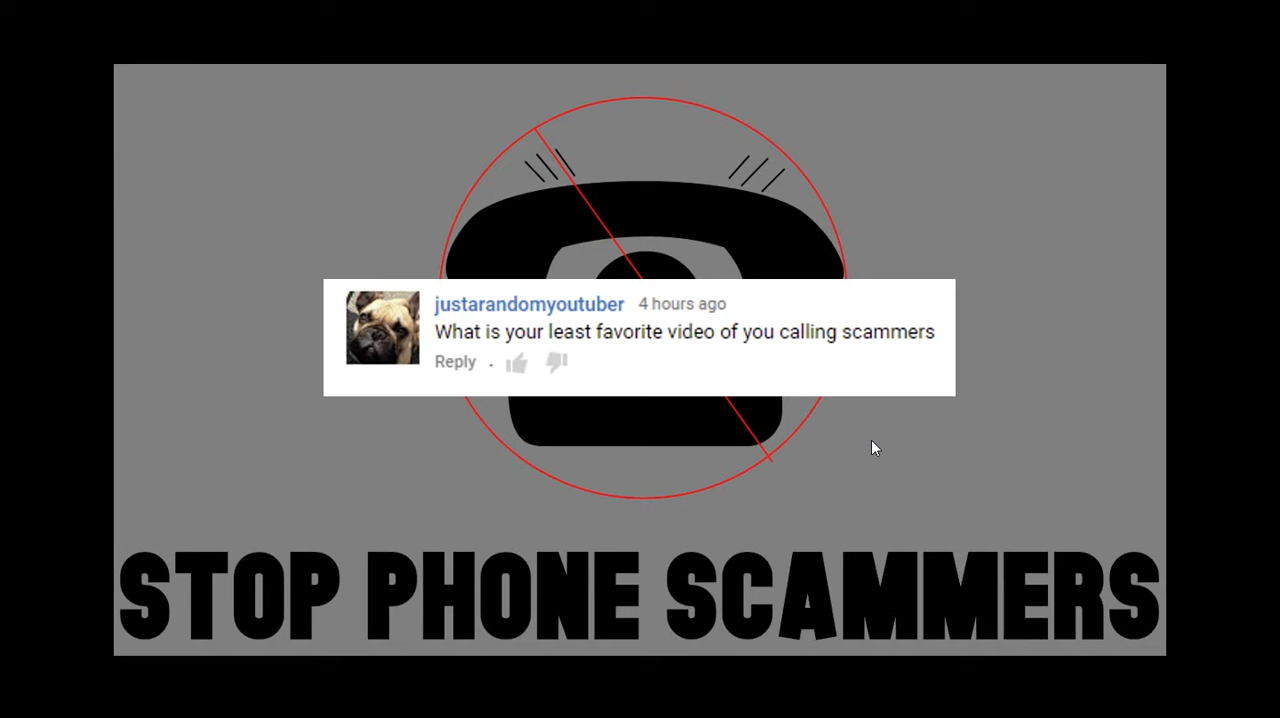 justarandomyoutuber 4 hours ago
What is your least favorite video of you calling scammers
Reply .
STOP PHONE SCAMMERS